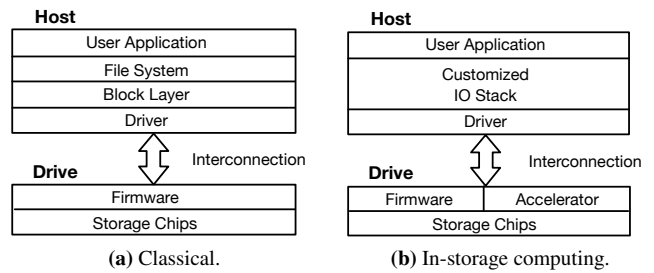 Host
User Application
File System
Block Layer
Driver
Interconnection
Drive
Firmware
Storage Chips
(a) Classical.
Host
User Application
Customized
IO Stack
Driver
Interconnection
Drive
Firmware
Accelerator
Storage Chips
(b) In-storage computing.